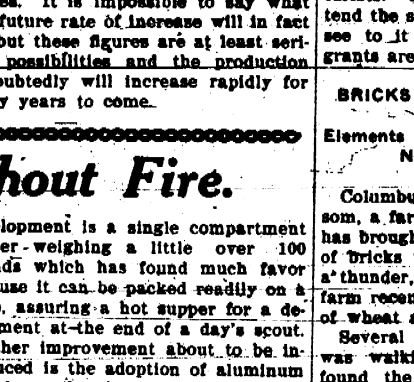 It is impossible to say what
future rate of increase will in fact
but these figures are at least seri-
possibilities and the production
oubtedly will increase rapidly for
y years to come.
hout Fire.
lopment is a single compartment
er weighing a little over 100
nds which has found much favor
use it can be packed readily on a
, assuring a hot supper for a de-
ment at the end of a day's scout.
her improvement about to be in-
uced is the adoption of aluminum
tend the s
see to it
grants are
BRICKS
Elements
N
Columbu
som, a far
has brough
of bricks
a thunder,
farm recen
of wheat a
Several
was walki
found the